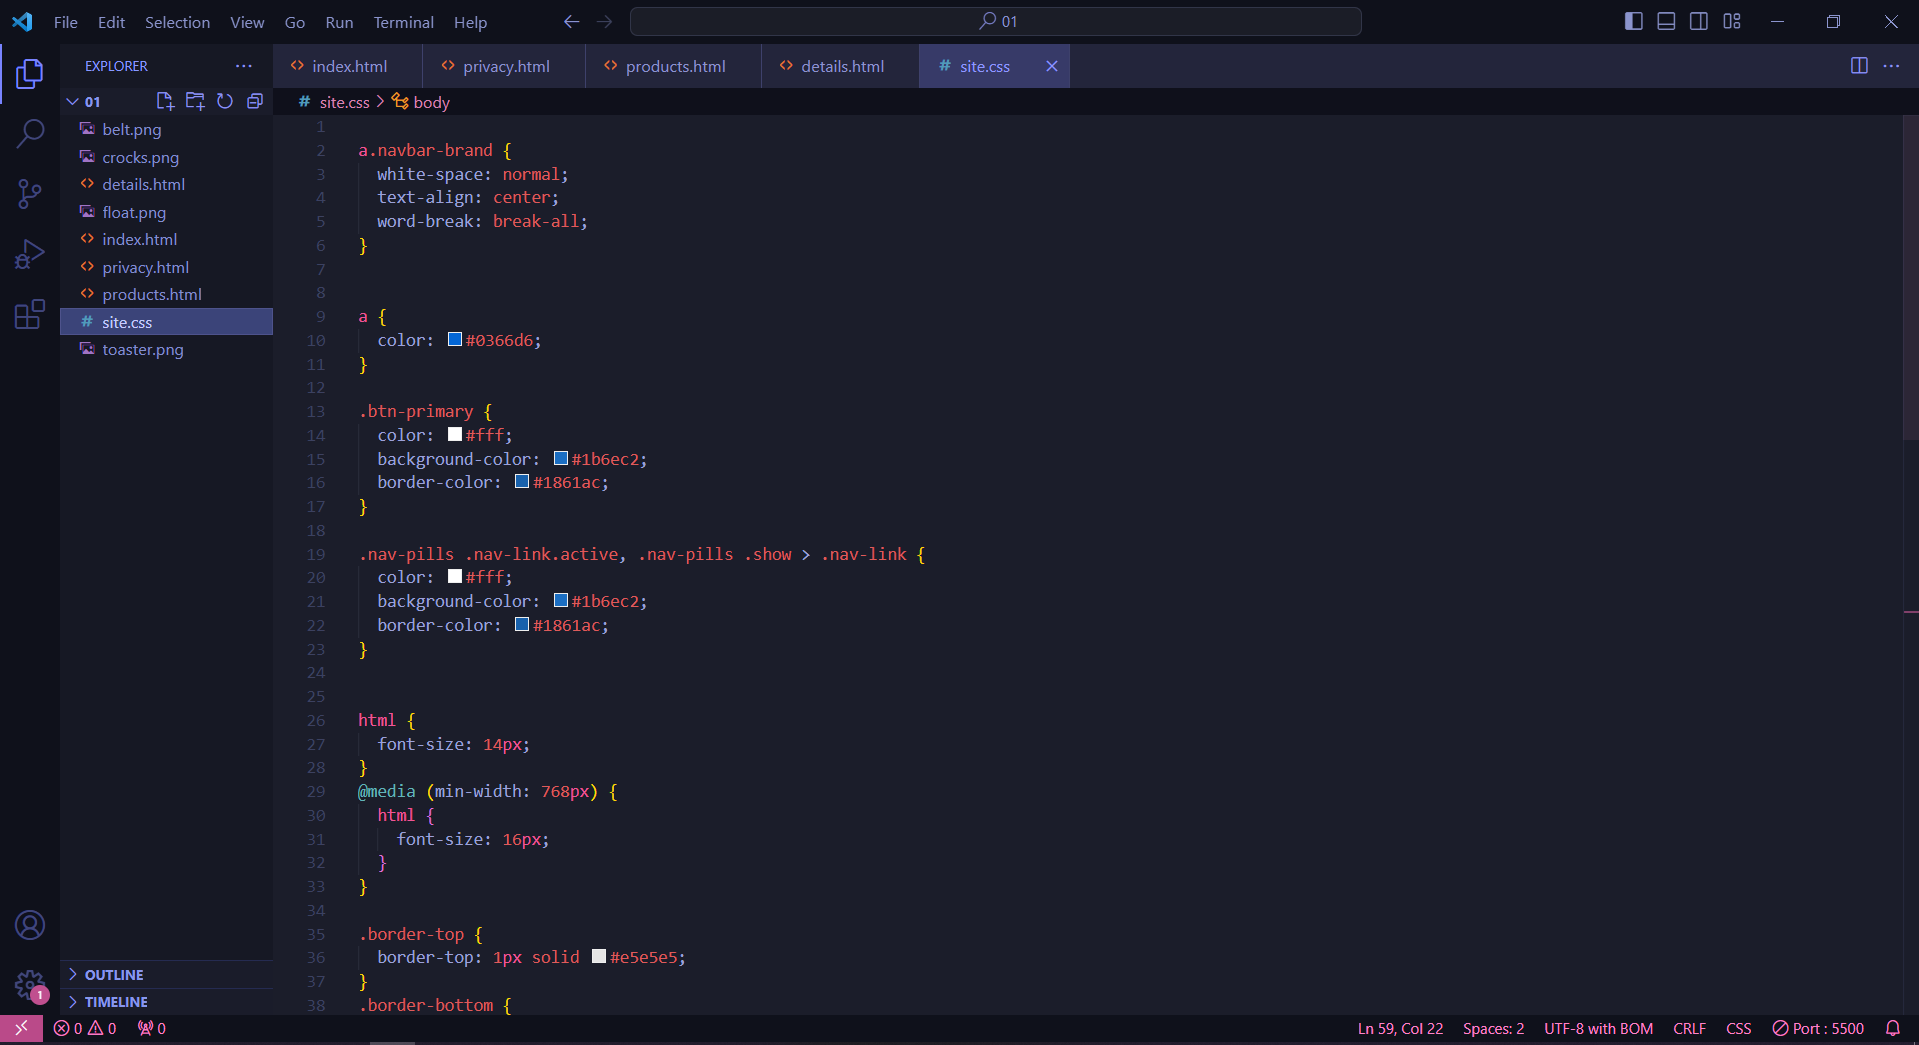 File Edit Selection View Go Run Terminal Help 01
EXPLORER
index.html privacy.html products.html details.html # site.css
01
# site.css body
belt.png
crocks.png
details.html
float.png
index.html
privacy.html
products.html
# site.css
toaster.png
OUTLINE
TIMELINE
1
1
2 a.navbar-brand {
3 white-space: normal;
4 text-align: center;
5 word-break: break-all;
6 }
7
8
9 a {
10 color: #0366d6;
11 }
12
13 .btn-primary {
14 color: #fff;
15 background-color: #1b6ec2;
16 border-color: #1861ac;
17 }
18
19 .nav-pills .nav-link.active, .nav-pills .show > .nav-link {
20 color: #fff;
21 background-color: #1b6ec2;
22 border-color: #1861ac;
23 }
24
25
26 html {
27 font-size: 14px;
28 }
29 @media (min-width: 768px) {
30 html {
31 font-size: 16px;
32 }
33 }
34
35 .border-top {
36 border-top: 1px solid #e5e5e5;
37 }
38 .border-bottom {
0 0 0 Ln 59, Col 22 Spaces: 2 UTF-8 with BOM CRLF CSS Port : 5500